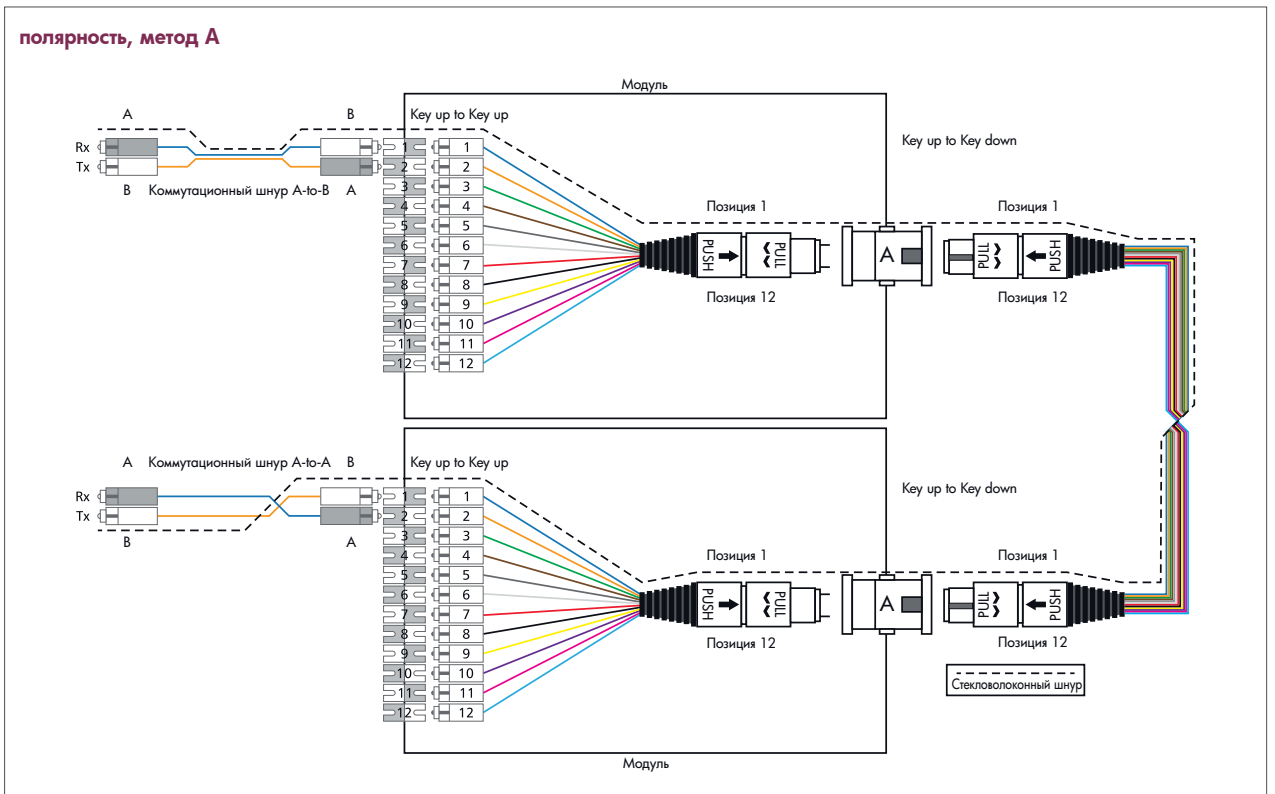 полярность, метод А
Модуль
A B Key up to Key up
Key up to Key down
Rx
Tx
B Коммутационный шнур A-to-B A
1 1
2 2
3 3
4 4
5 5
6 6
7 7
8 8
9 9
10 10
11 11
12 12
Позиция 1 Позиция 1
PUSH PULL A PULL PUSH
Позиция 12 Позиция 12
A Коммутационный шнур A-to-A B Key up to Key up
Key up to Key down
Rx
Tx
B A
1 1
2 2
3 3
4 4
5 5
6 6
7 7
8 8
9 9
10 10
11 11
12 12
Позиция 1 Позиция 1
PUSH PULL A PULL PUSH
Позиция 12 Позиция 12
Стекловолоконный шнур
Модуль